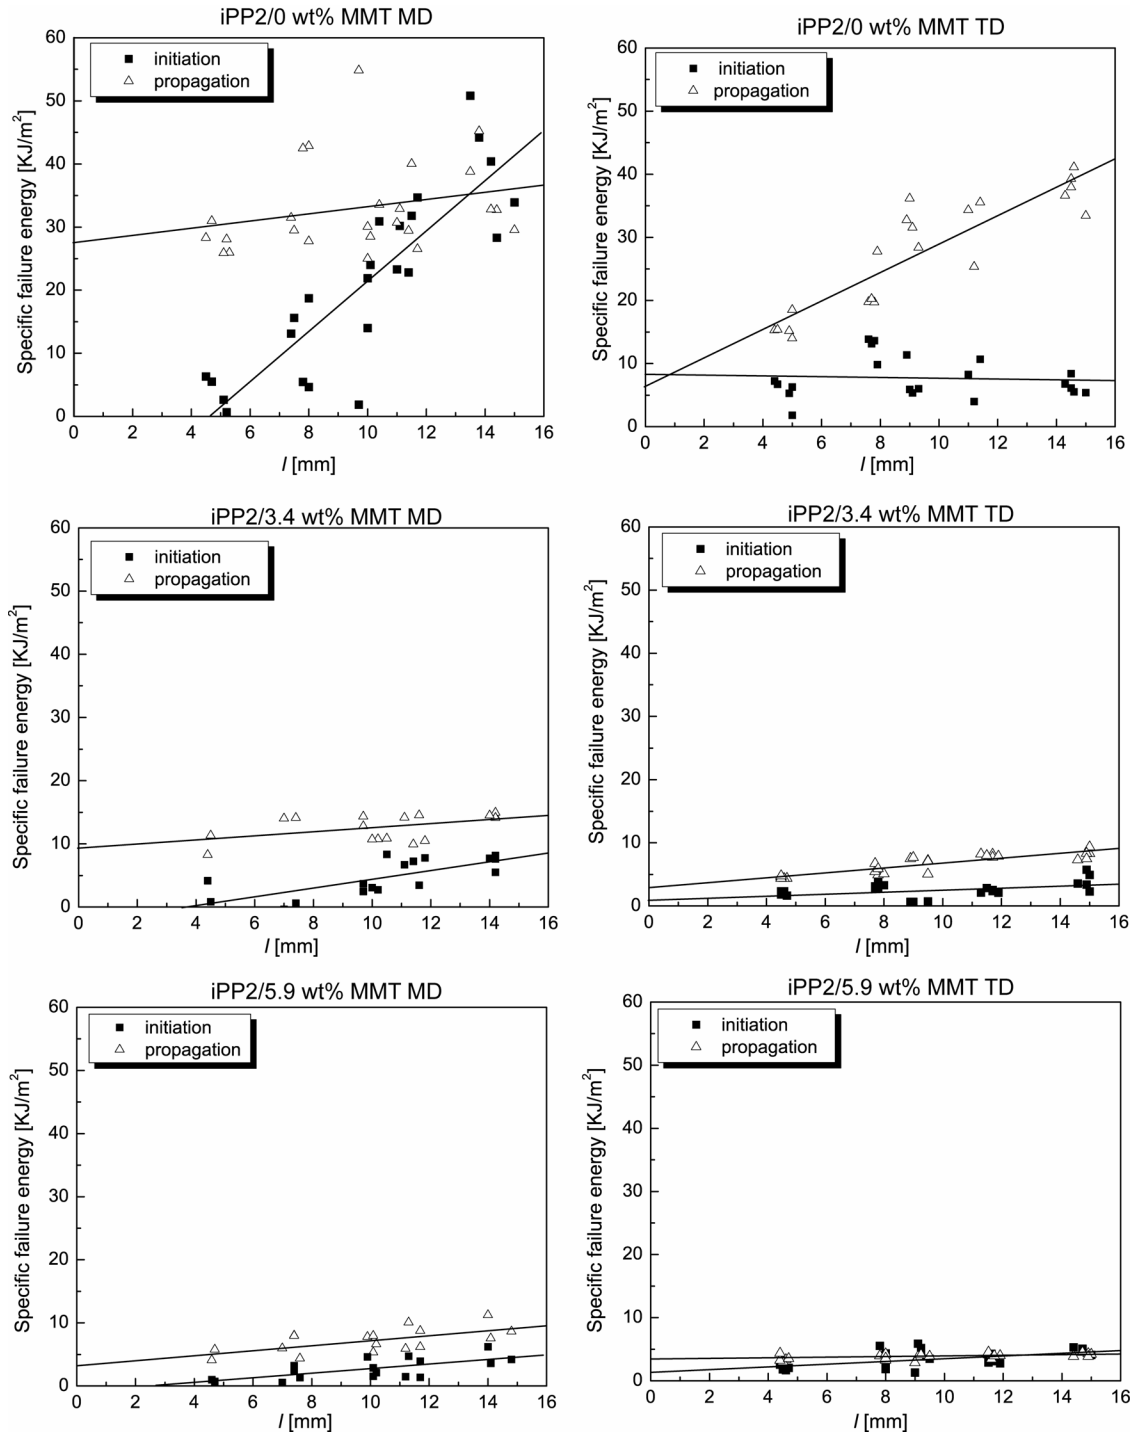 iPP2/0 wt% MMT MD
initiation
propagation
Specific failure energy [KJ/m²]
60
50
40
30
20
10
0
0 2 4 6 8 10 12 14 16
l [mm]
iPP2/0 wt% MMT TD
initiation
propagation
Specific failure energy [KJ/m²]
60
50
40
30
20
10
0
0 2 4 6 8 10 12 14 16
l [mm]
iPP2/3.4 wt% MMT MD
initiation
propagation
Specific failure energy [KJ/m²]
60
50
40
30
20
10
0
0 2 4 6 8 10 12 14 16
l [mm]
iPP2/3.4 wt% MMT TD
initiation
propagation
Specific failure energy [KJ/m²]
60
50
40
30
20
10
0
0 2 4 6 8 10 12 14 16
l [mm]
iPP2/5.9 wt% MMT MD
initiation
propagation
Specific failure energy [KJ/m²]
60
50
40
30
20
10
0
0 2 4 6 8 10 12 14 16
l [mm]
iPP2/5.9 wt% MMT TD
initiation
propagation
Specific failure energy [KJ/m²]
60
50
40
30
20
10
0
0 2 4 6 8 10 12 14 16
l [mm]